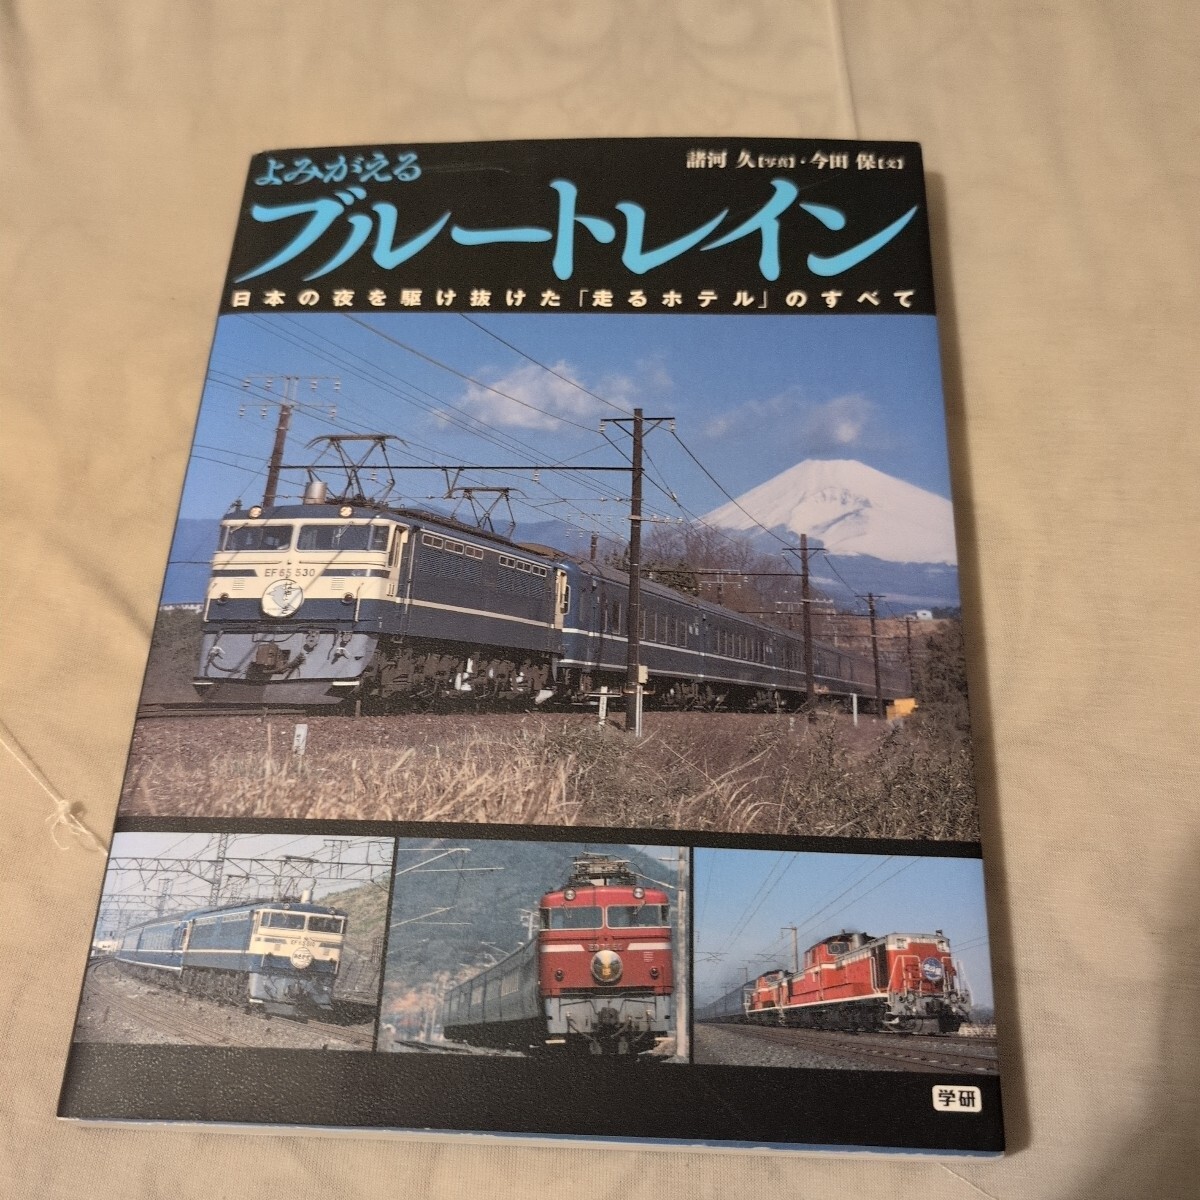 よみがえる
諸河 久【写真】・今田 保【文】
ブルートレイン
日本の夜を駆け抜けた「走るホテル」のすべて
EF65 530
学研